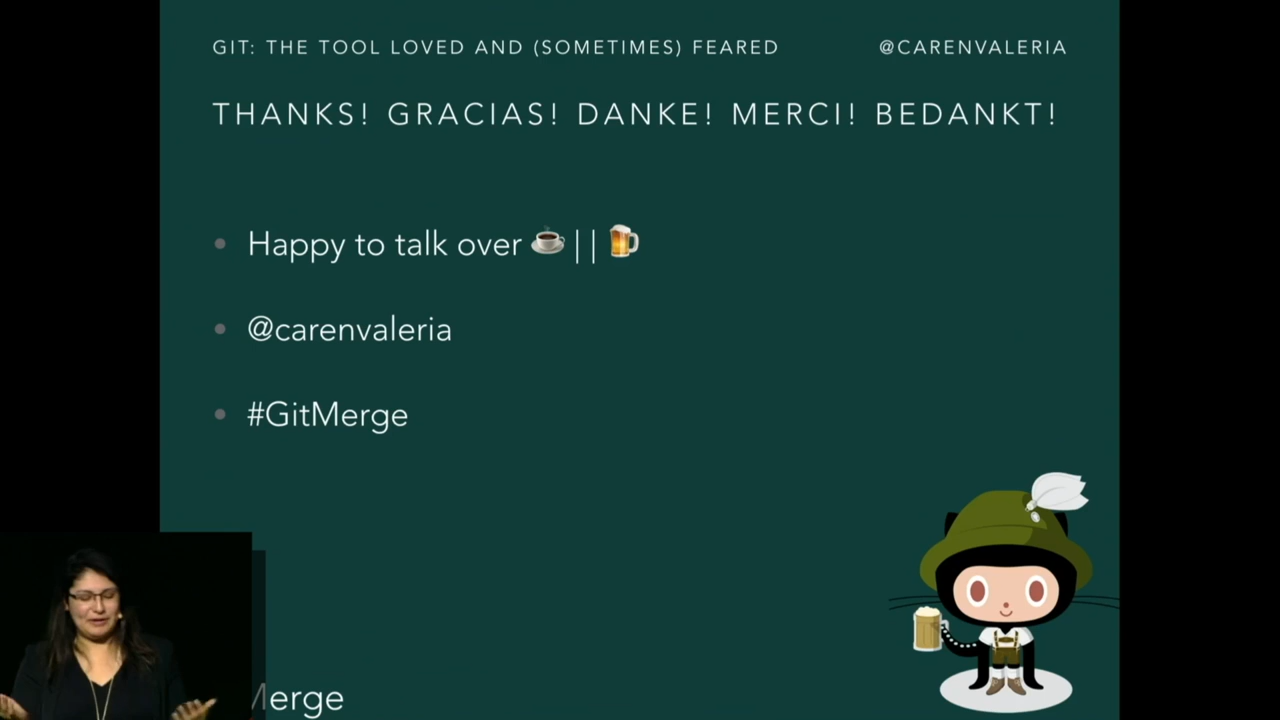 GIT: THE TOOL LOVED AND (SOMETIMES) FEARED
@CARENVALERIA
THANKS! GRACIAS! DANKE! MERCI! BEDANKT!
Happy to talk over ☕ || 🍺
@carenvaleria
#GitMerge
Merge